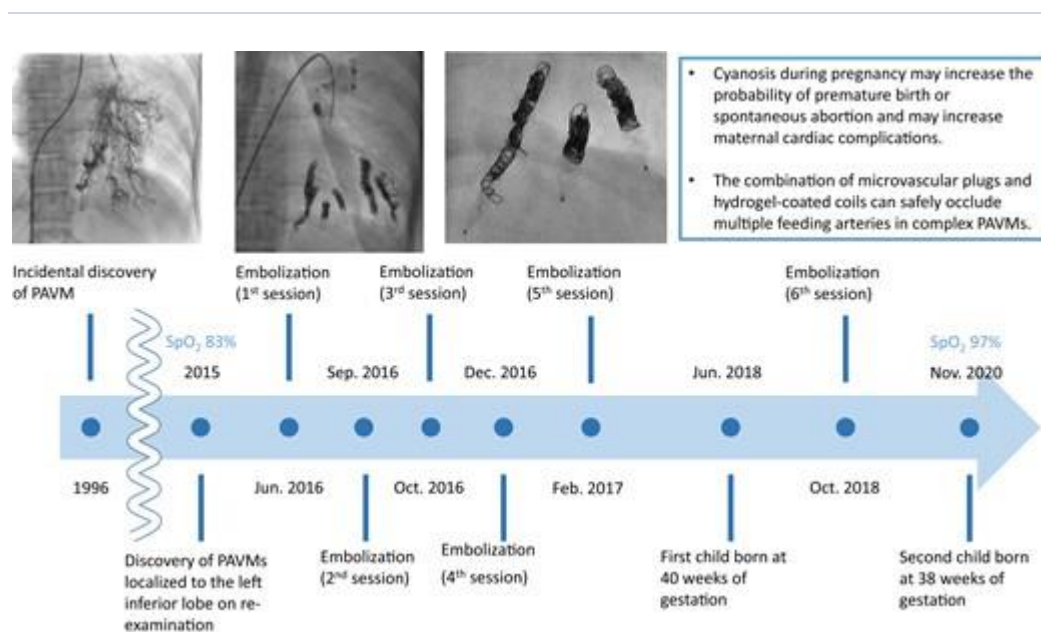 • Cyanosis during pregnancy may increase the
probability of premature birth or
spontaneous abortion and may increase
maternal cardiac complications.
• The combination of microvascular plugs and
hydrogel-coated coils can safely occlude
multiple feeding arteries in complex PAVMs.
Incidental discovery
of PAVM
Embolization
(1st session)
Embolization
(3rd session)
Embolization
(5th session)
Embolization
(6th session)
SpO₂ 83%
SpO₂ 97%
2015
Sep. 2016
Dec. 2016
Jun. 2018
Nov. 2020
1996
Jun. 2016
Oct. 2016
Feb. 2017
Oct. 2018
Discovery of PAVMs
localized to the left
inferior lobe on re-
examination
Embolization
(2nd session)
Embolization
(4th session)
First child born at
40 weeks of
gestation
Second child born
at 38 weeks of
gestation